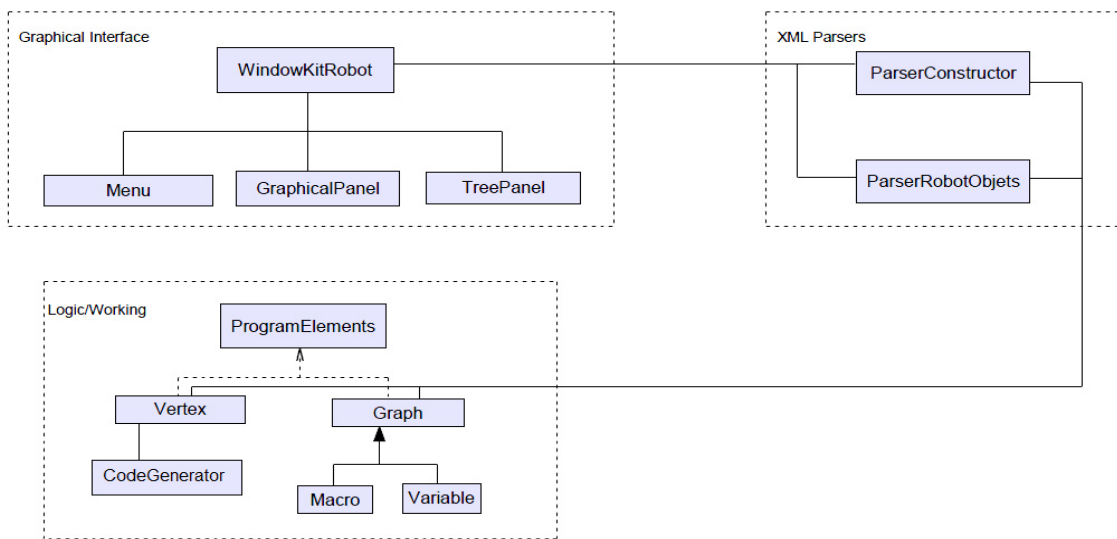 Graphical Interface
WindowKitRobot
Menu
GraphicalPanel
TreePanel
XML Parsers
ParserConstructor
ParserRobotObjets
Logic/Working
ProgramElements
Vertex
Graph
CodeGenerator
Macro
Variable